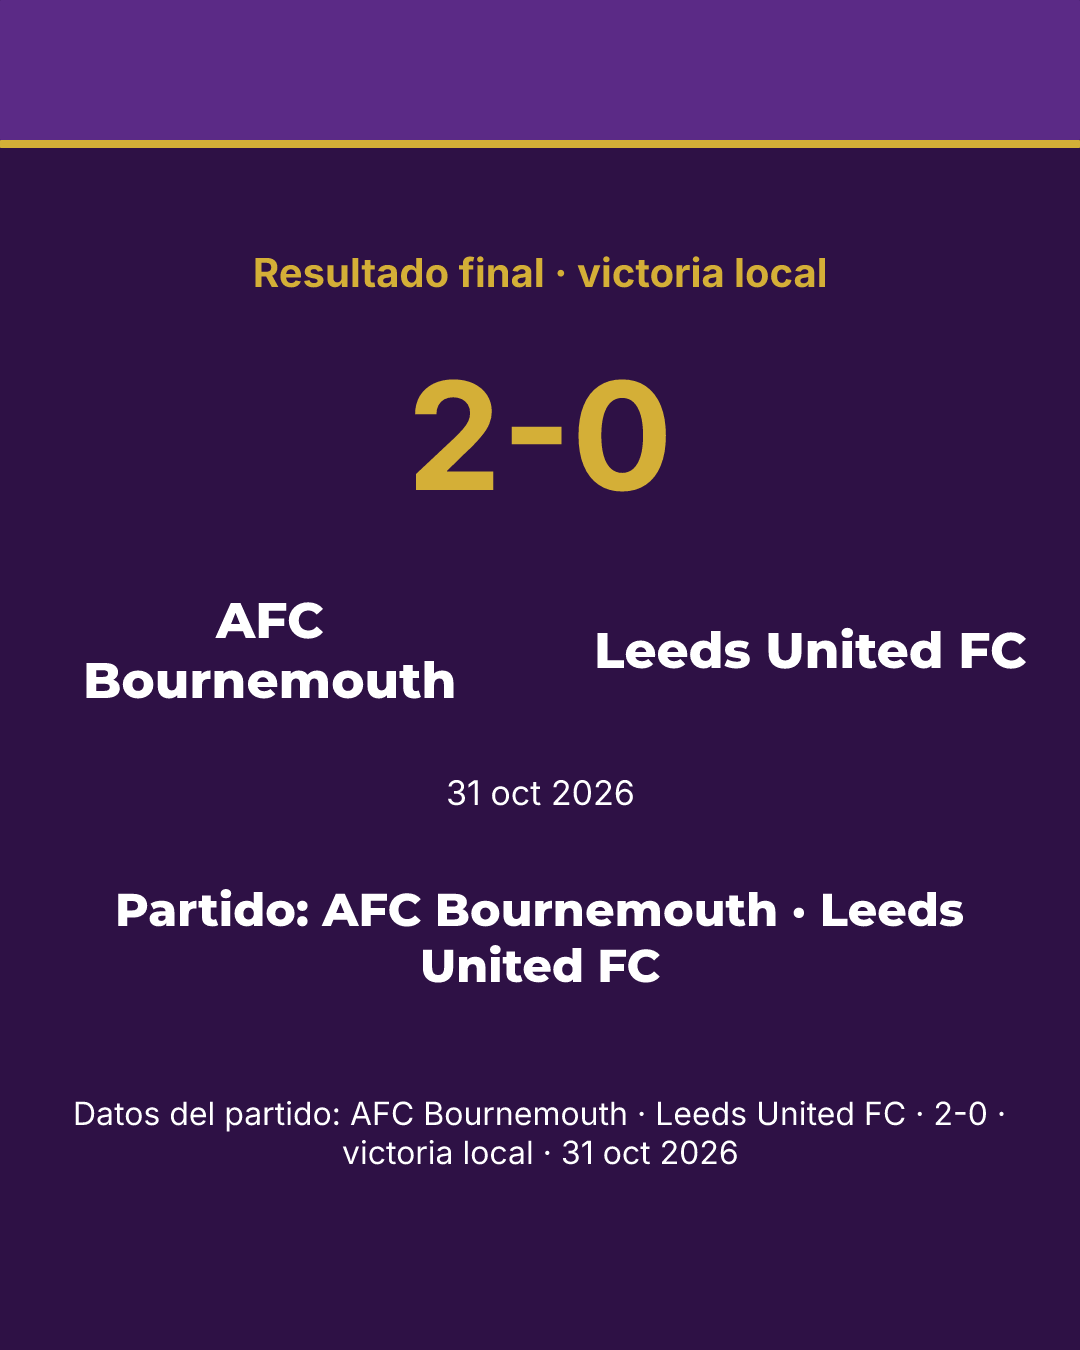 Resultado final · victoria local
2-0
AFC
Bournemouth
Leeds United FC
31 oct 2026
Partido: AFC Bournemouth · Leeds
United FC
Datos del partido: AFC Bournemouth · Leeds United FC · 2-0 ·
victoria local · 31 oct 2026